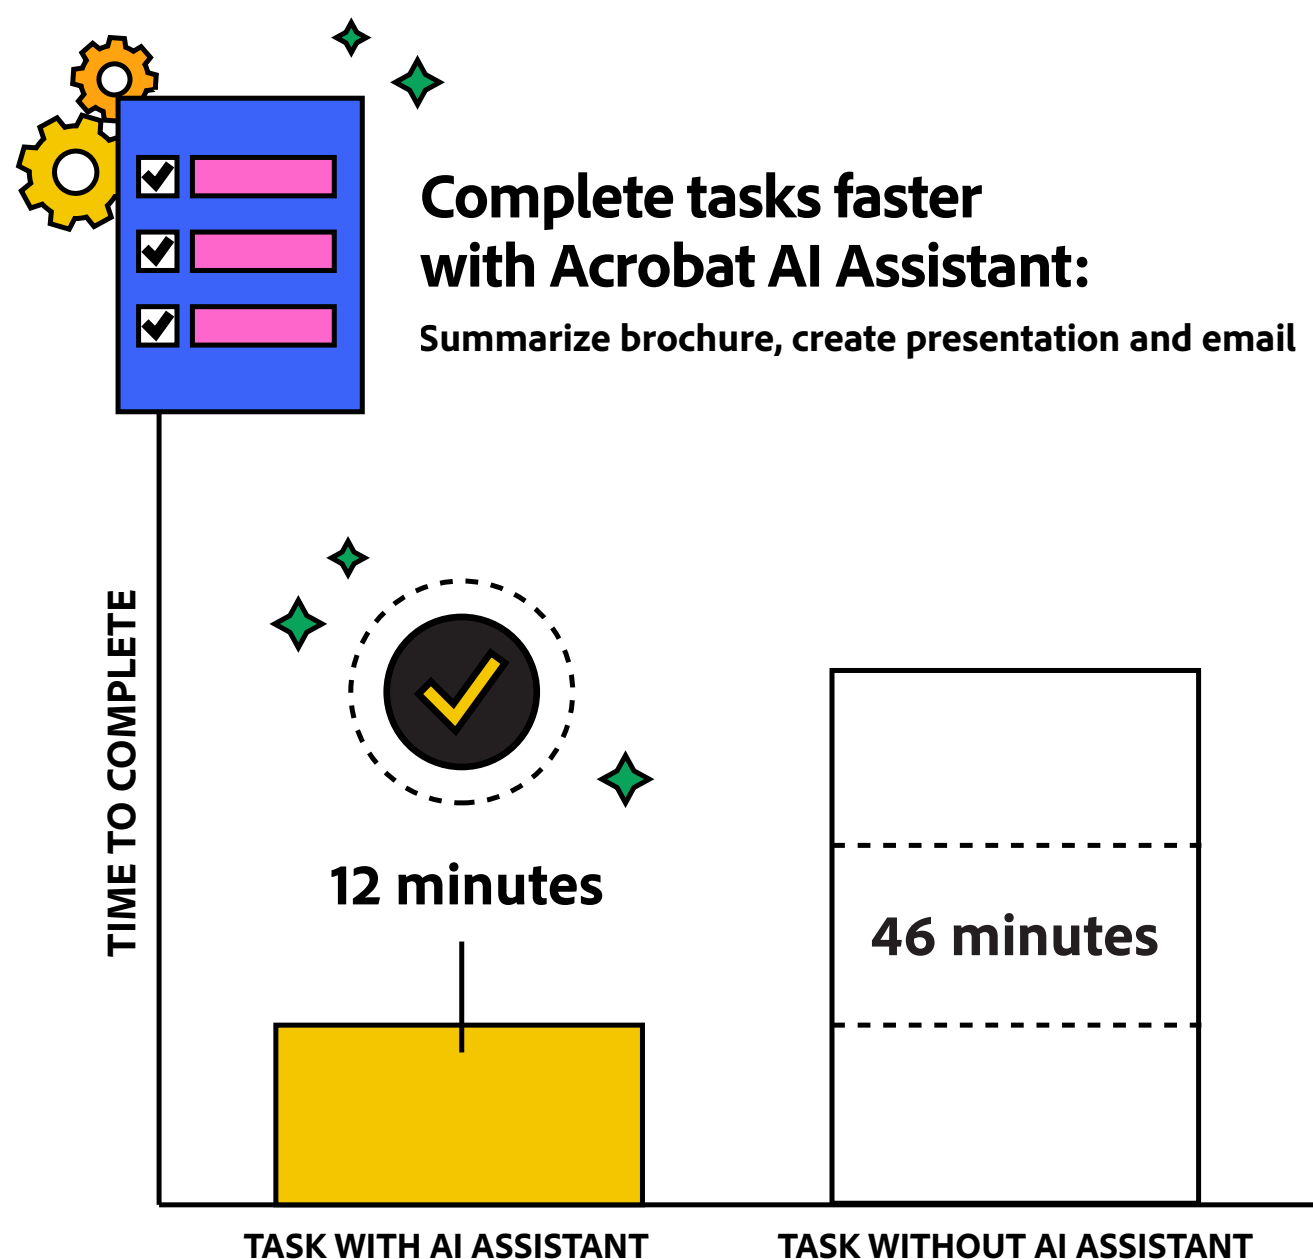 Complete tasks faster
with Acrobat AI Assistant:
Summarize brochure, create presentation and email
TIME TO COMPLETE
12 minutes
46 minutes
TASK WITH AI ASSISTANT
TASK WITHOUT AI ASSISTANT